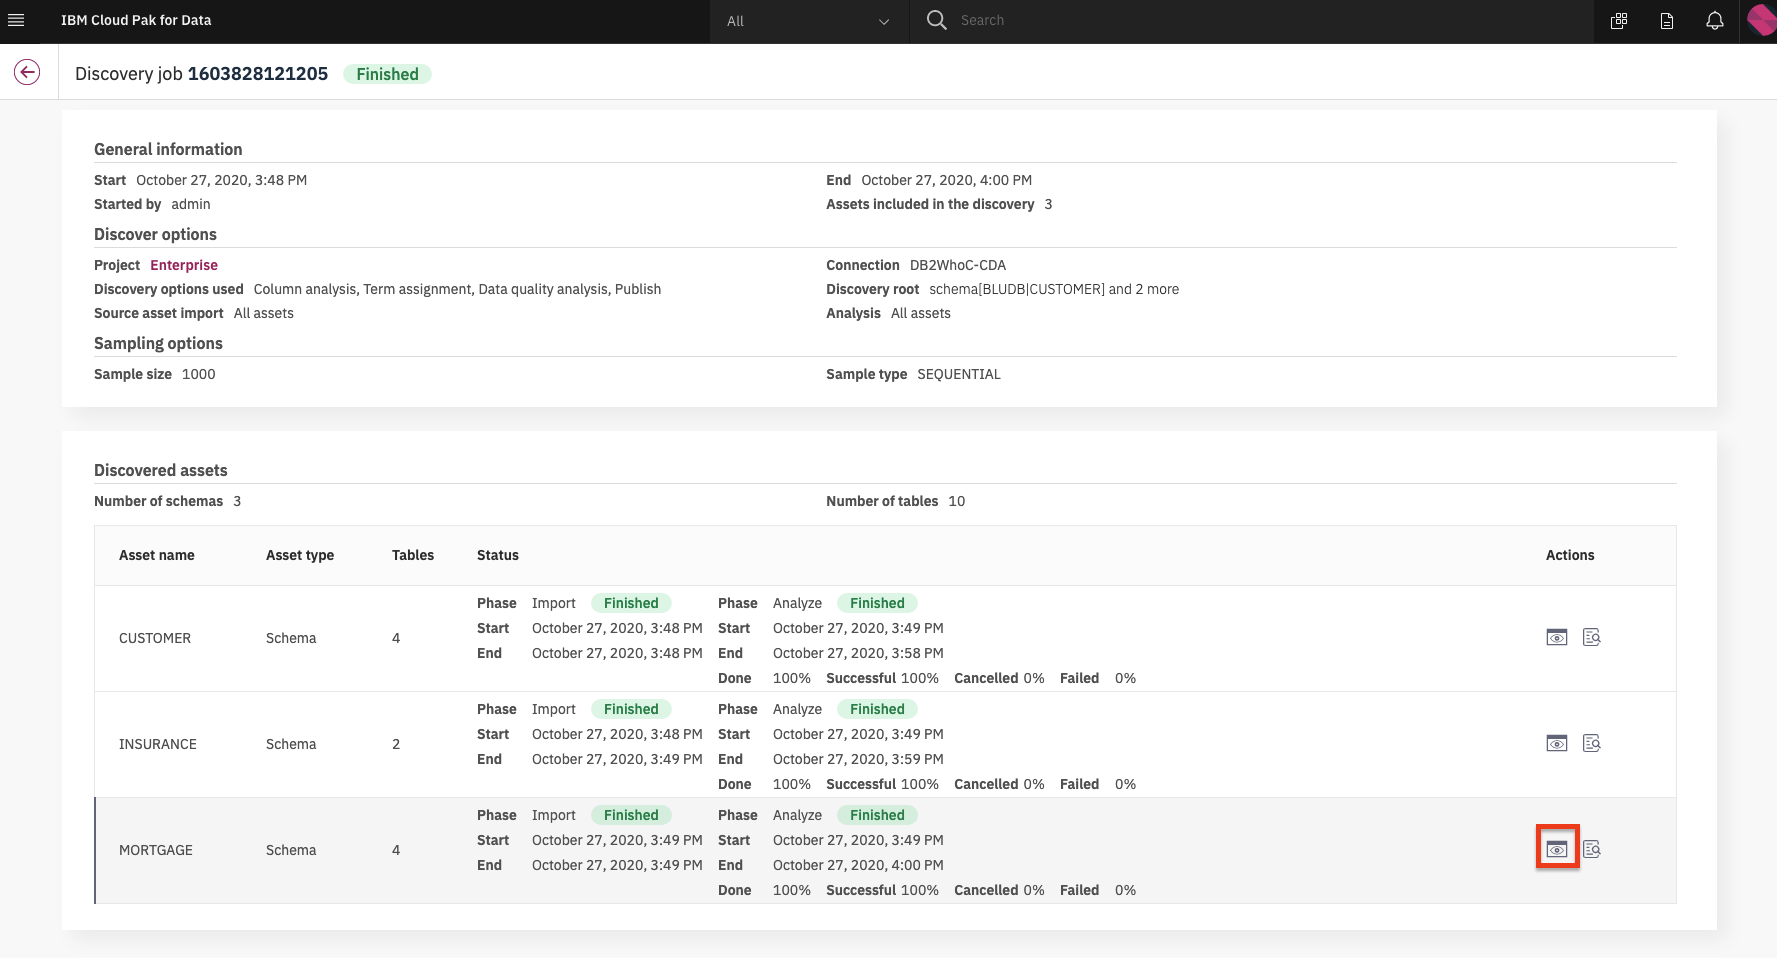 IBM Cloud Pak for Data All Search
Discovery job 1603828121205 Finished
General information
Start October 27, 2020, 3:48 PM End October 27, 2020, 4:00 PM
Started by admin Assets included in the discovery 3
Discover options
Project Enterprise Connection DB2WhoC-CDA
Discovery options used Column analysis, Term assignment, Data quality analysis, Publish Discovery root schema[BLUDB|CUSTOMER] and 2 more
Source asset import All assets Analysis All assets
Sampling options
Sample size 1000 Sample type SEQUENTIAL
Discovered assets
Number of schemas 3 Number of tables 10
Asset name Asset type Tables Status Actions
Phase Import Finished Phase Analyze Finished
Start October 27, 2020, 3:48 PM Start October 27, 2020, 3:49 PM
CUSTOMER Schema 4
End October 27, 2020, 3:48 PM End October 27, 2020, 3:58 PM
Done 100% Successful 100% Cancelled 0% Failed 0%
Phase Import Finished Phase Analyze Finished
Start October 27, 2020, 3:48 PM Start October 27, 2020, 3:49 PM
INSURANCE Schema 2
End October 27, 2020, 3:49 PM End October 27, 2020, 3:59 PM
Done 100% Successful 100% Cancelled 0% Failed 0%
Phase Import Finished Phase Analyze Finished
Start October 27, 2020, 3:49 PM Start October 27, 2020, 3:49 PM
MORTGAGE Schema 4
End October 27, 2020, 3:49 PM End October 27, 2020, 4:00 PM
Done 100% Successful 100% Cancelled 0% Failed 0%